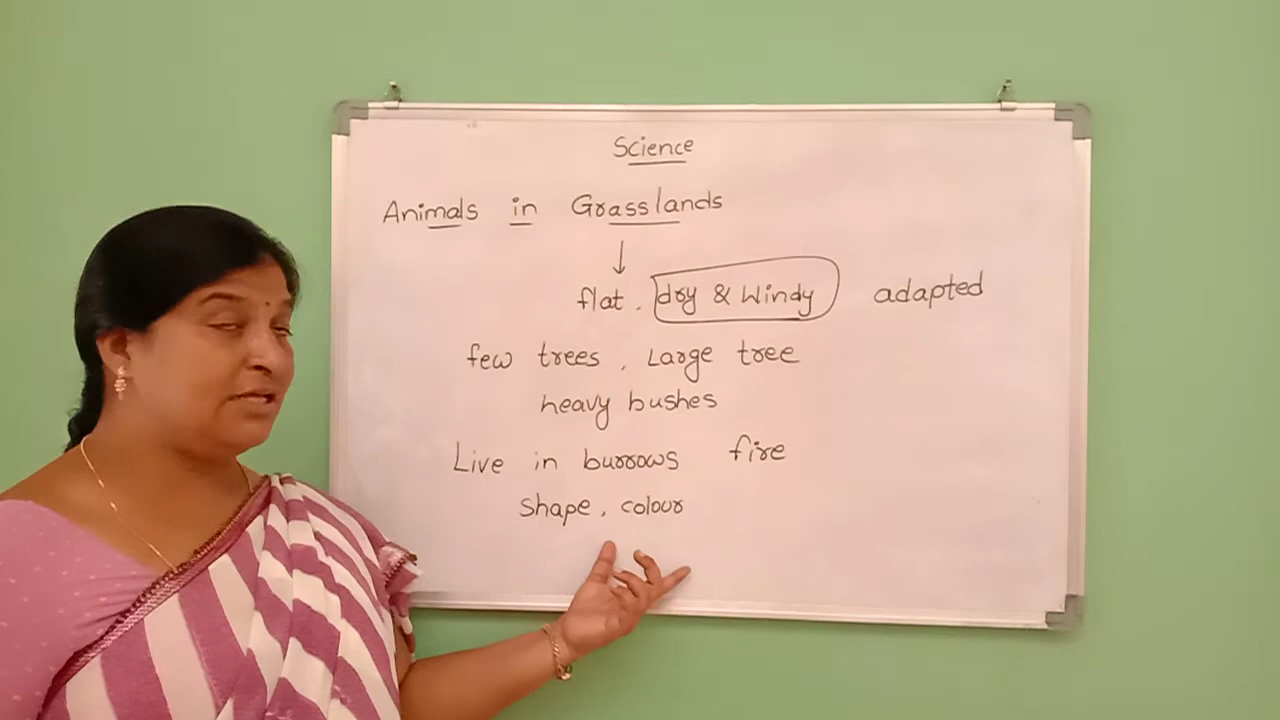 Science
Animals in Grasslands
flat, dry & Windy adapted
few trees, Large tree
heavy bushes
Live in burrows fire
Shape, colour